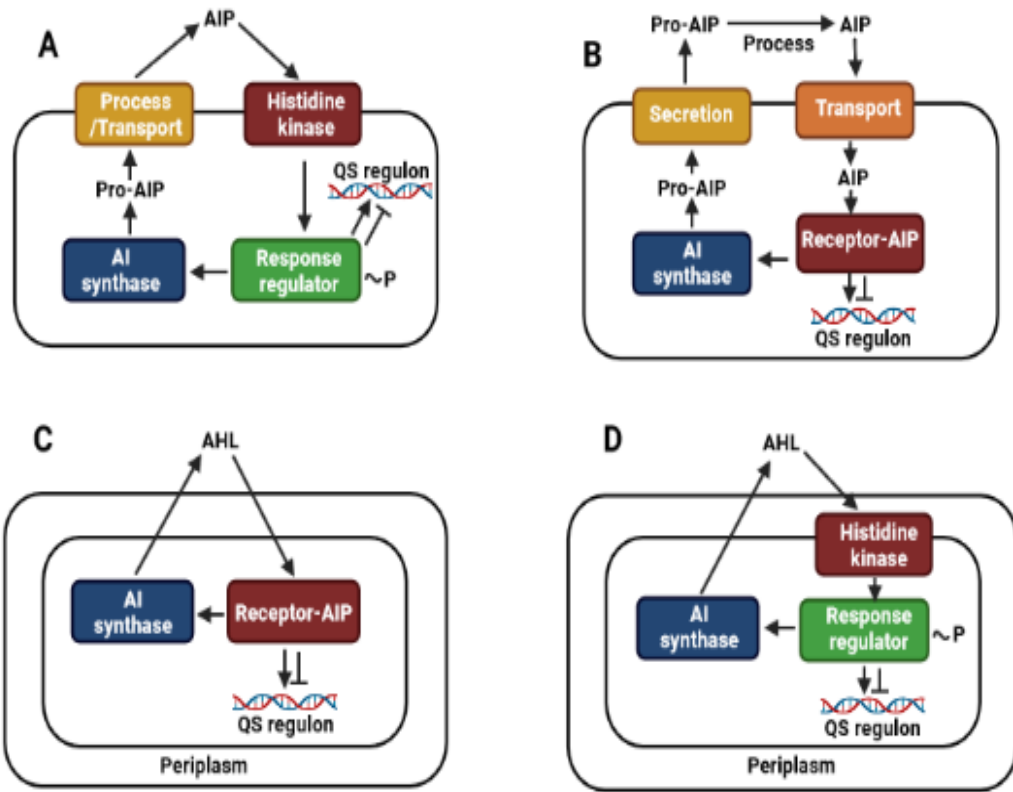 A
AIP
Process
/Transport
Histidine
kinase
QS regulon
Pro-AIP
AI
synthase
Response
regulator
~P
B
Pro-AIP
Process
AIP
Secretion
Transport
Pro-AIP
AIP
AI
synthase
Receptor-AIP
QS regulon
C
AHL
AI
synthase
Receptor-AIP
QS regulon
Periplasm
D
AHL
Histidine
kinase
AI
synthase
Response
regulator
~P
QS regulon
Periplasm